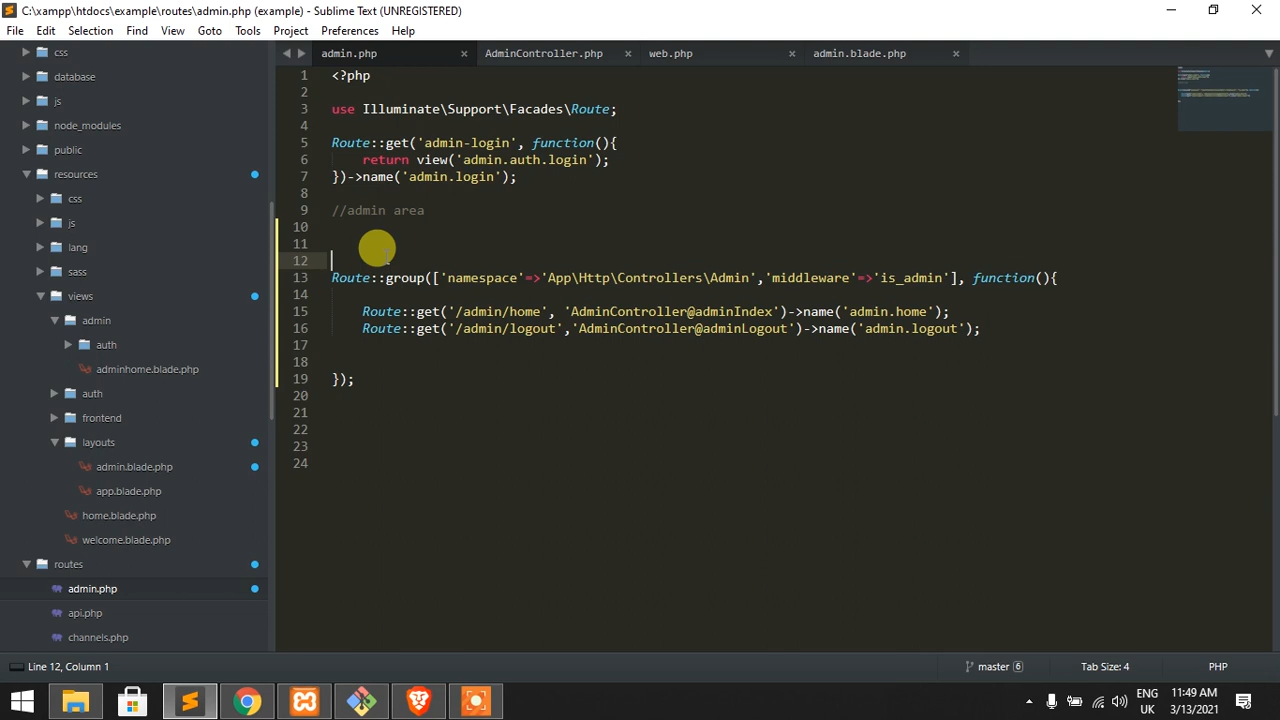 C:\xampp\htdocs\example\routes\admin.php (example) - Sublime Text (UNREGISTERED)
File Edit Selection Find View Goto Tools Project Preferences Help
css
database
js
node_modules
public
resources
css
js
lang
sass
views
admin
auth
adminhome.blade.php
auth
frontend
layouts
admin.blade.php
app.blade.php
home.blade.php
welcome.blade.php
routes
admin.php
api.php
channels.php
admin.php AdminController.php web.php admin.blade.php
1 <?php
2
3 use Illuminate\Support\Facades\Route;
4
5 Route::get('admin-login', function(){
6 return view('admin.auth.login');
7 })->name('admin.login');
8
9 //admin area
10
11
12
13 Route::group(['namespace'=>'App\Http\Controllers\Admin','middleware'=>'is_admin'], function(){
14
15 Route::get('/admin/home', 'AdminController@adminIndex')->name('admin.home');
16 Route::get('/admin/logout','AdminController@adminLogout')->name('admin.logout');
17
18
19 });
20
21
22
23
24
Line 12, Column 1 master 6 Tab Size: 4 PHP
ENG 11:49 AM
UK 3/13/2021